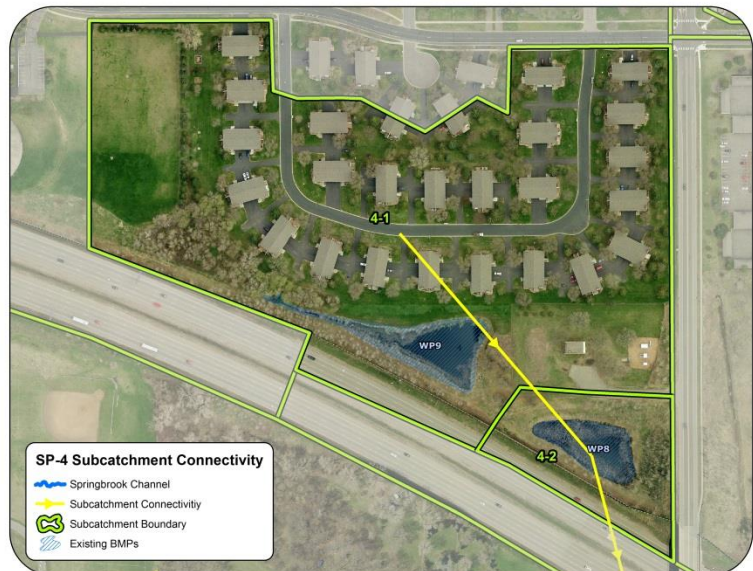 4-1
WP9
WP8
4-2
SP-4 Subcatchment Connectivity
Springbrook Channel
Subcatchment Connectivitiy
Subcatchment Boundary
Existing BMPs